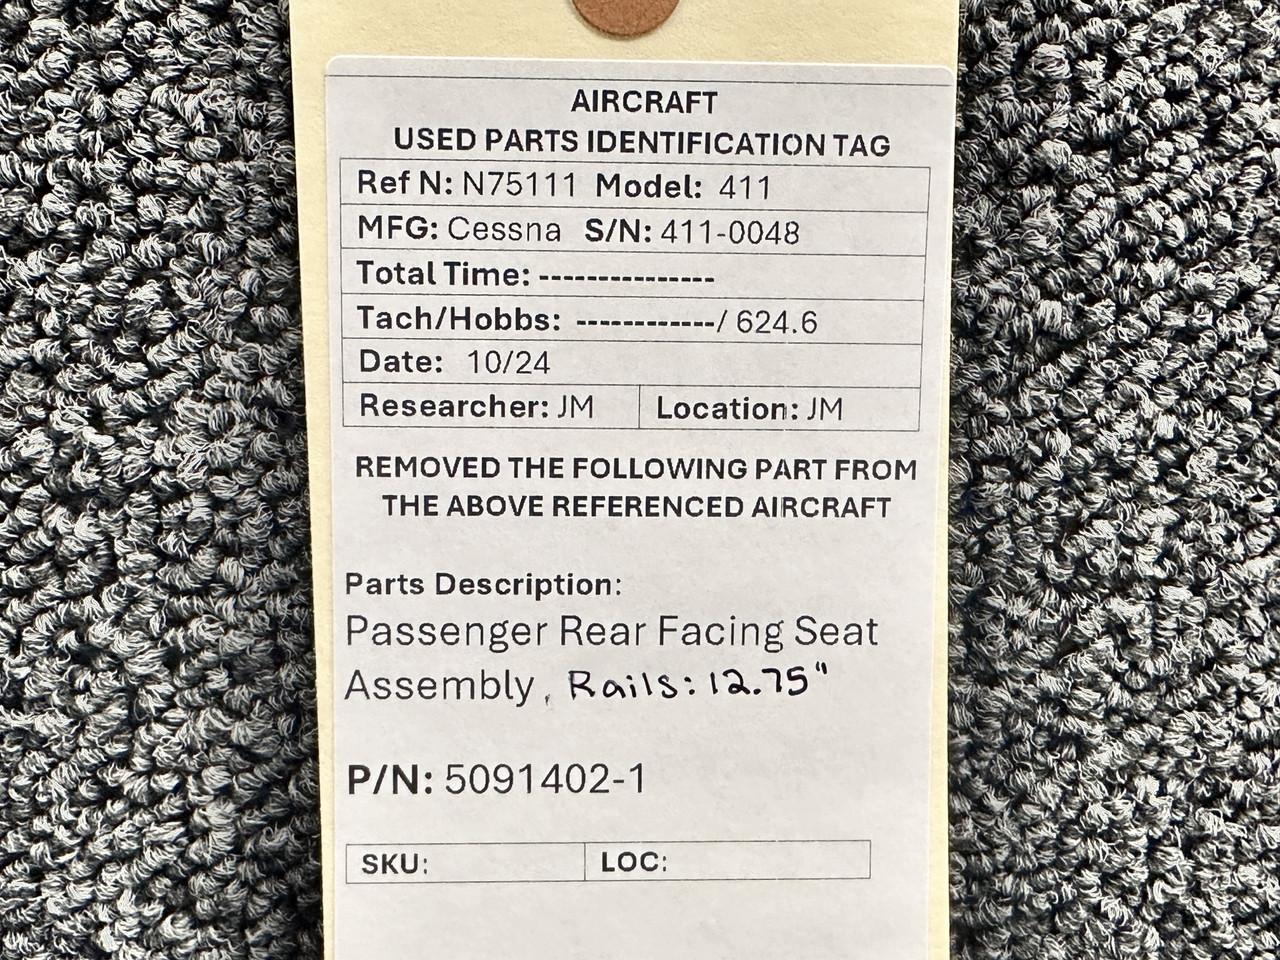 AIRCRAFT
USED PARTS IDENTIFICATION TAG
Ref N: N75111 Model: 411
MFG: Cessna S/N: 411-0048
Total Time: ---------------
Tach/Hobbs: ------------/ 624.6
Date: 10/24
Researcher: JM Location: JM
REMOVED THE FOLLOWING PART FROM
THE ABOVE REFERENCED AIRCRAFT
Parts Description:
Passenger Rear Facing Seat
Assembly, Rails: 12.75"
P/N: 5091402-1
SKU: LOC: